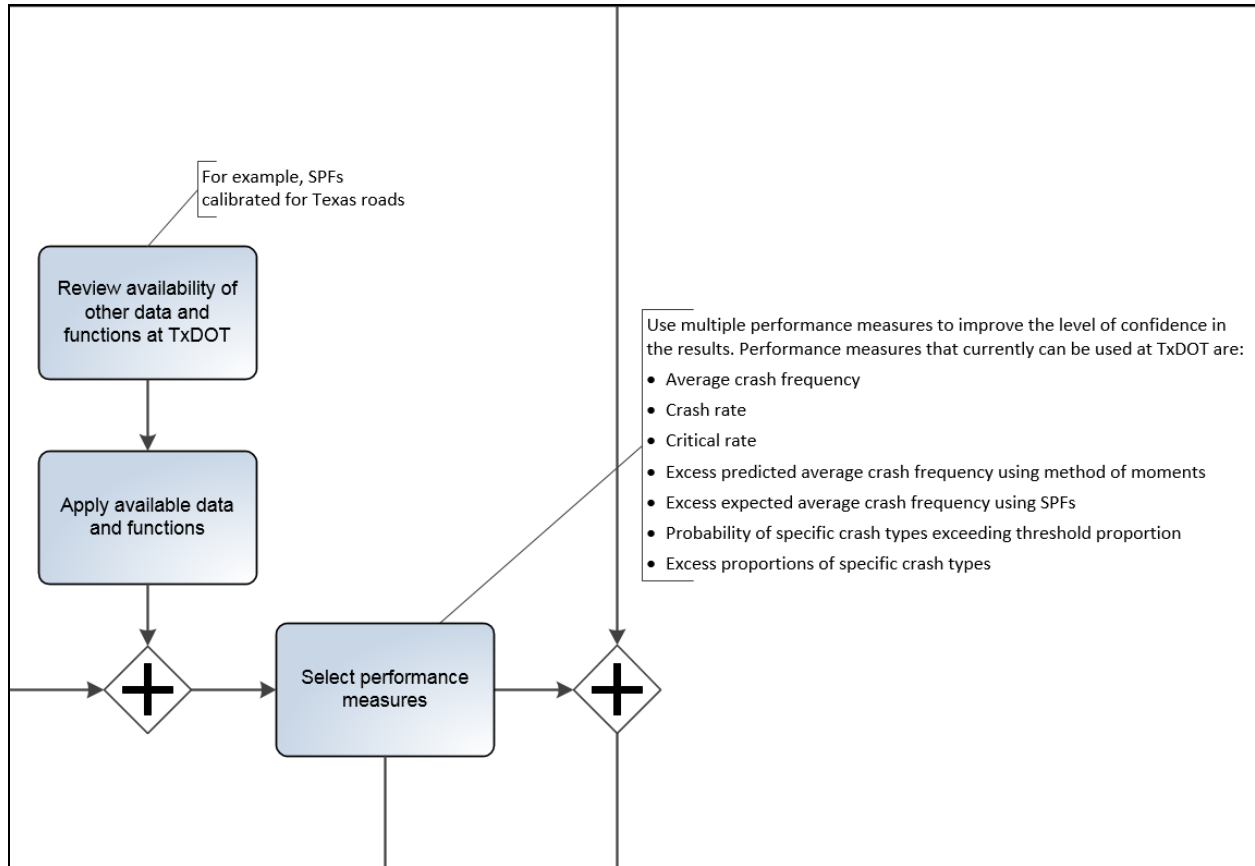 For example, SPFs
calibrated for Texas roads
Review availability of
other data and
functions at TxDOT
Use multiple performance measures to improve the level of confidence in
the results. Performance measures that currently can be used at TxDOT are:
• Average crash frequency
• Crash rate
• Critical rate
• Excess predicted average crash frequency using method of moments
• Excess expected average crash frequency using SPFs
• Probability of specific crash types exceeding threshold proportion
• Excess proportions of specific crash types
Apply available data
and functions
Select performance
measures